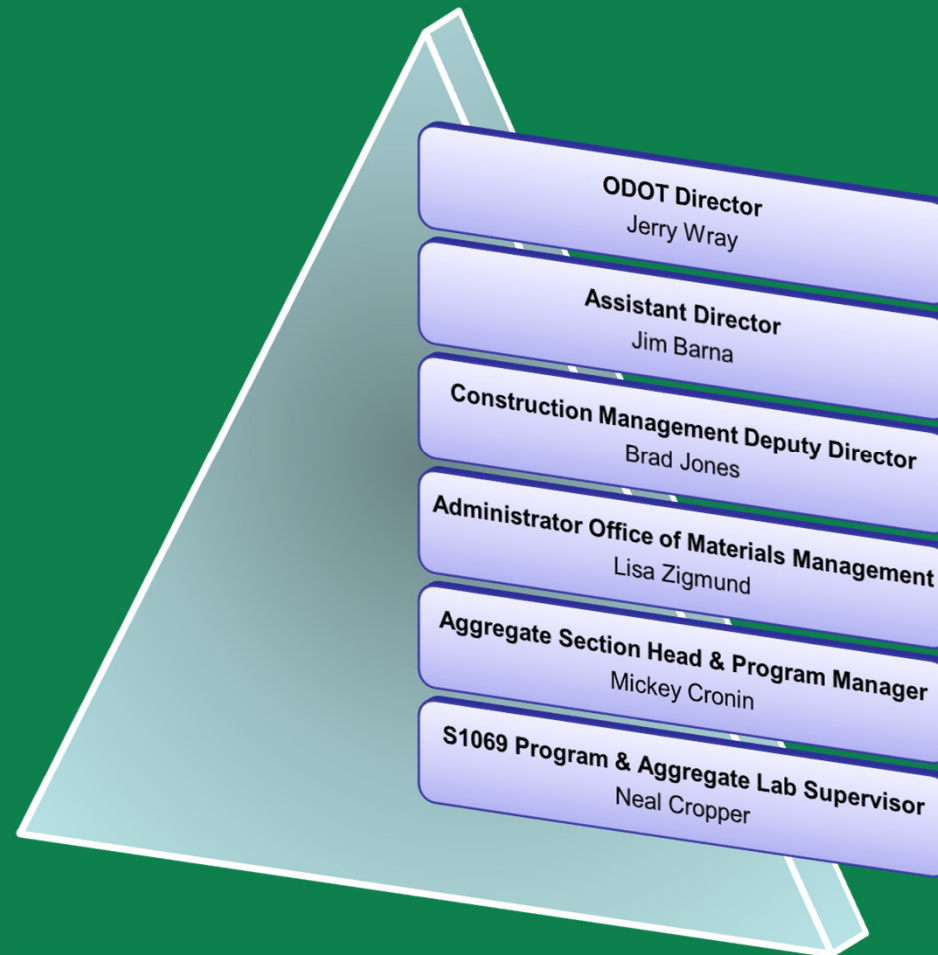 ODOT Director
Jerry Wray
Assistant Director
Jim Barna
Construction Management Deputy Director
Brad Jones
Administrator Office of Materials Management
Lisa Zigmund
Aggregate Section Head & Program Manager
Mickey Cronin
S1069 Program & Aggregate Lab Supervisor
Neal Cropper